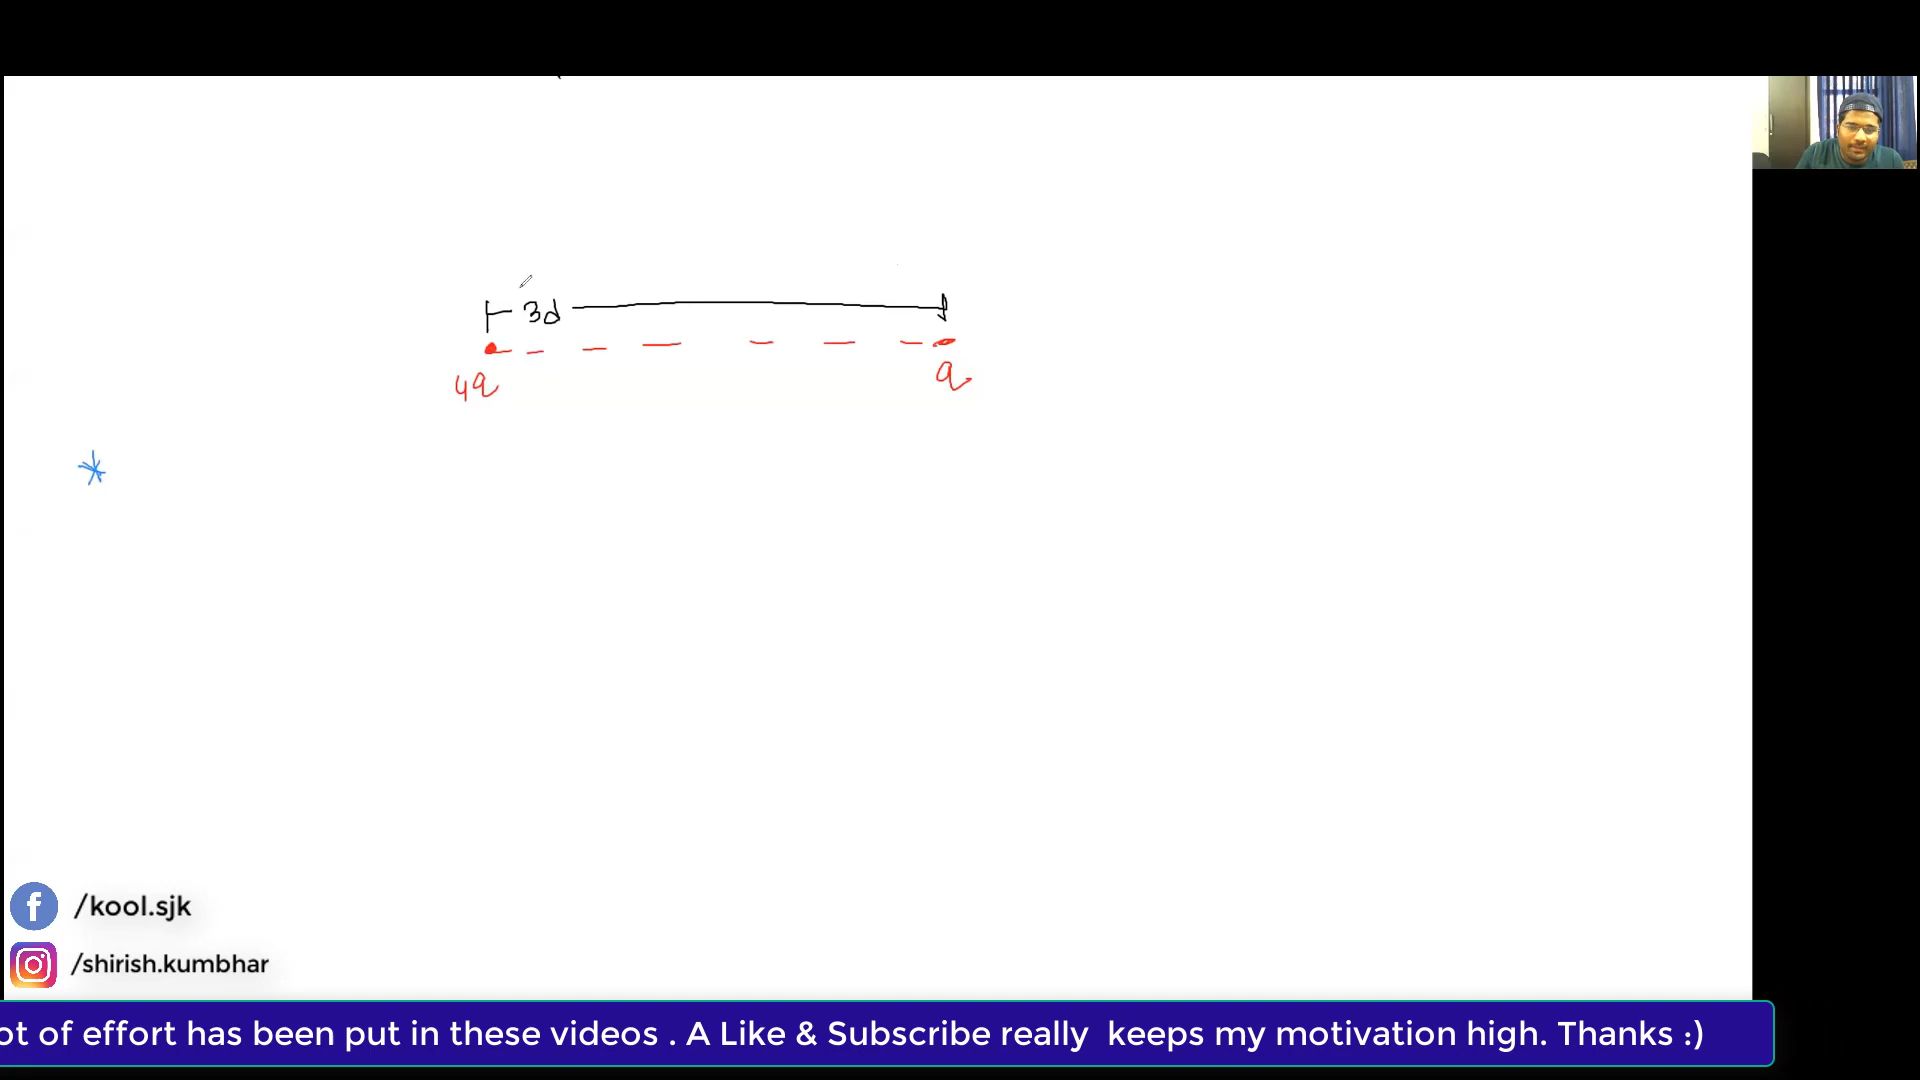 3d
4q
q
/kool.sjk
/shirish.kumbhar
ot of effort has been put in these videos . A Like & Subscribe really keeps my motivation high. Thanks :)